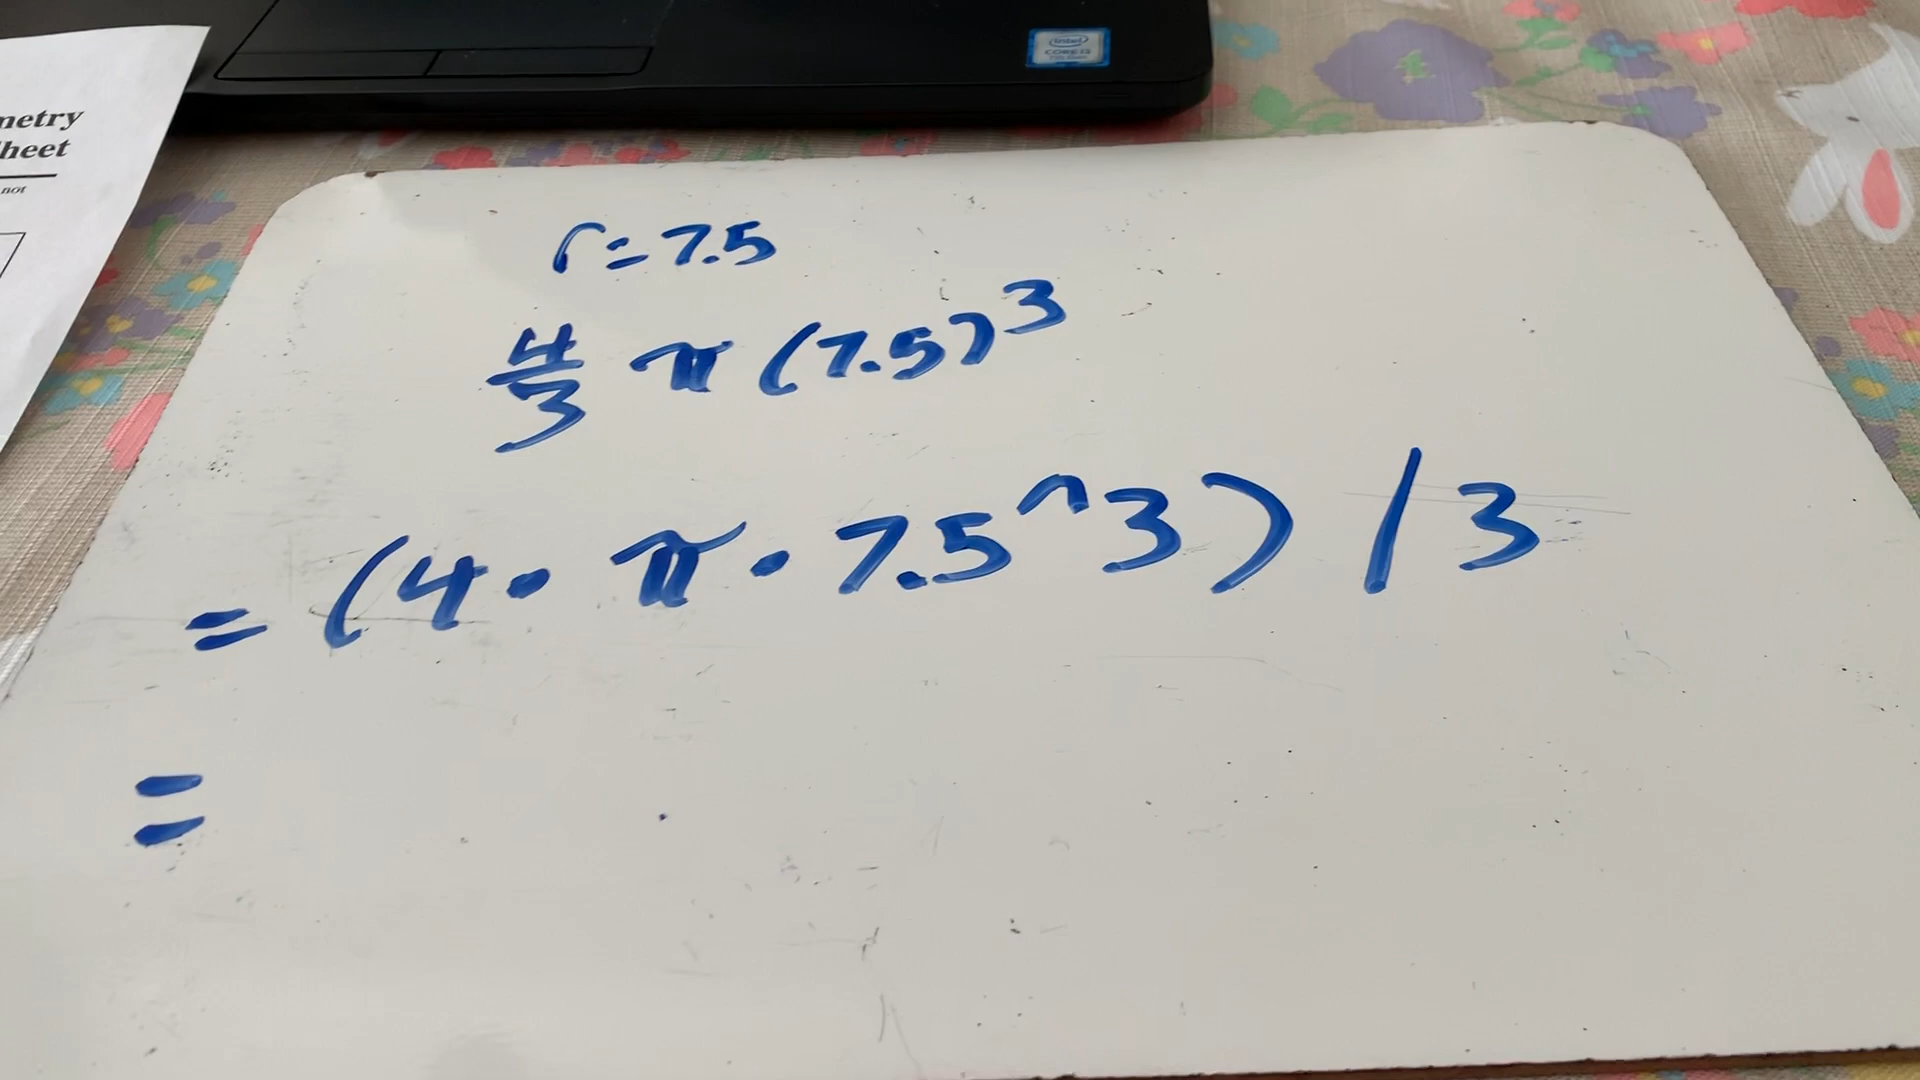 metry
heet
not
intel
CORE i3
r = 7.5
4/3 π (7.5)³
= (4 · π · 7.5^3) / 3
=